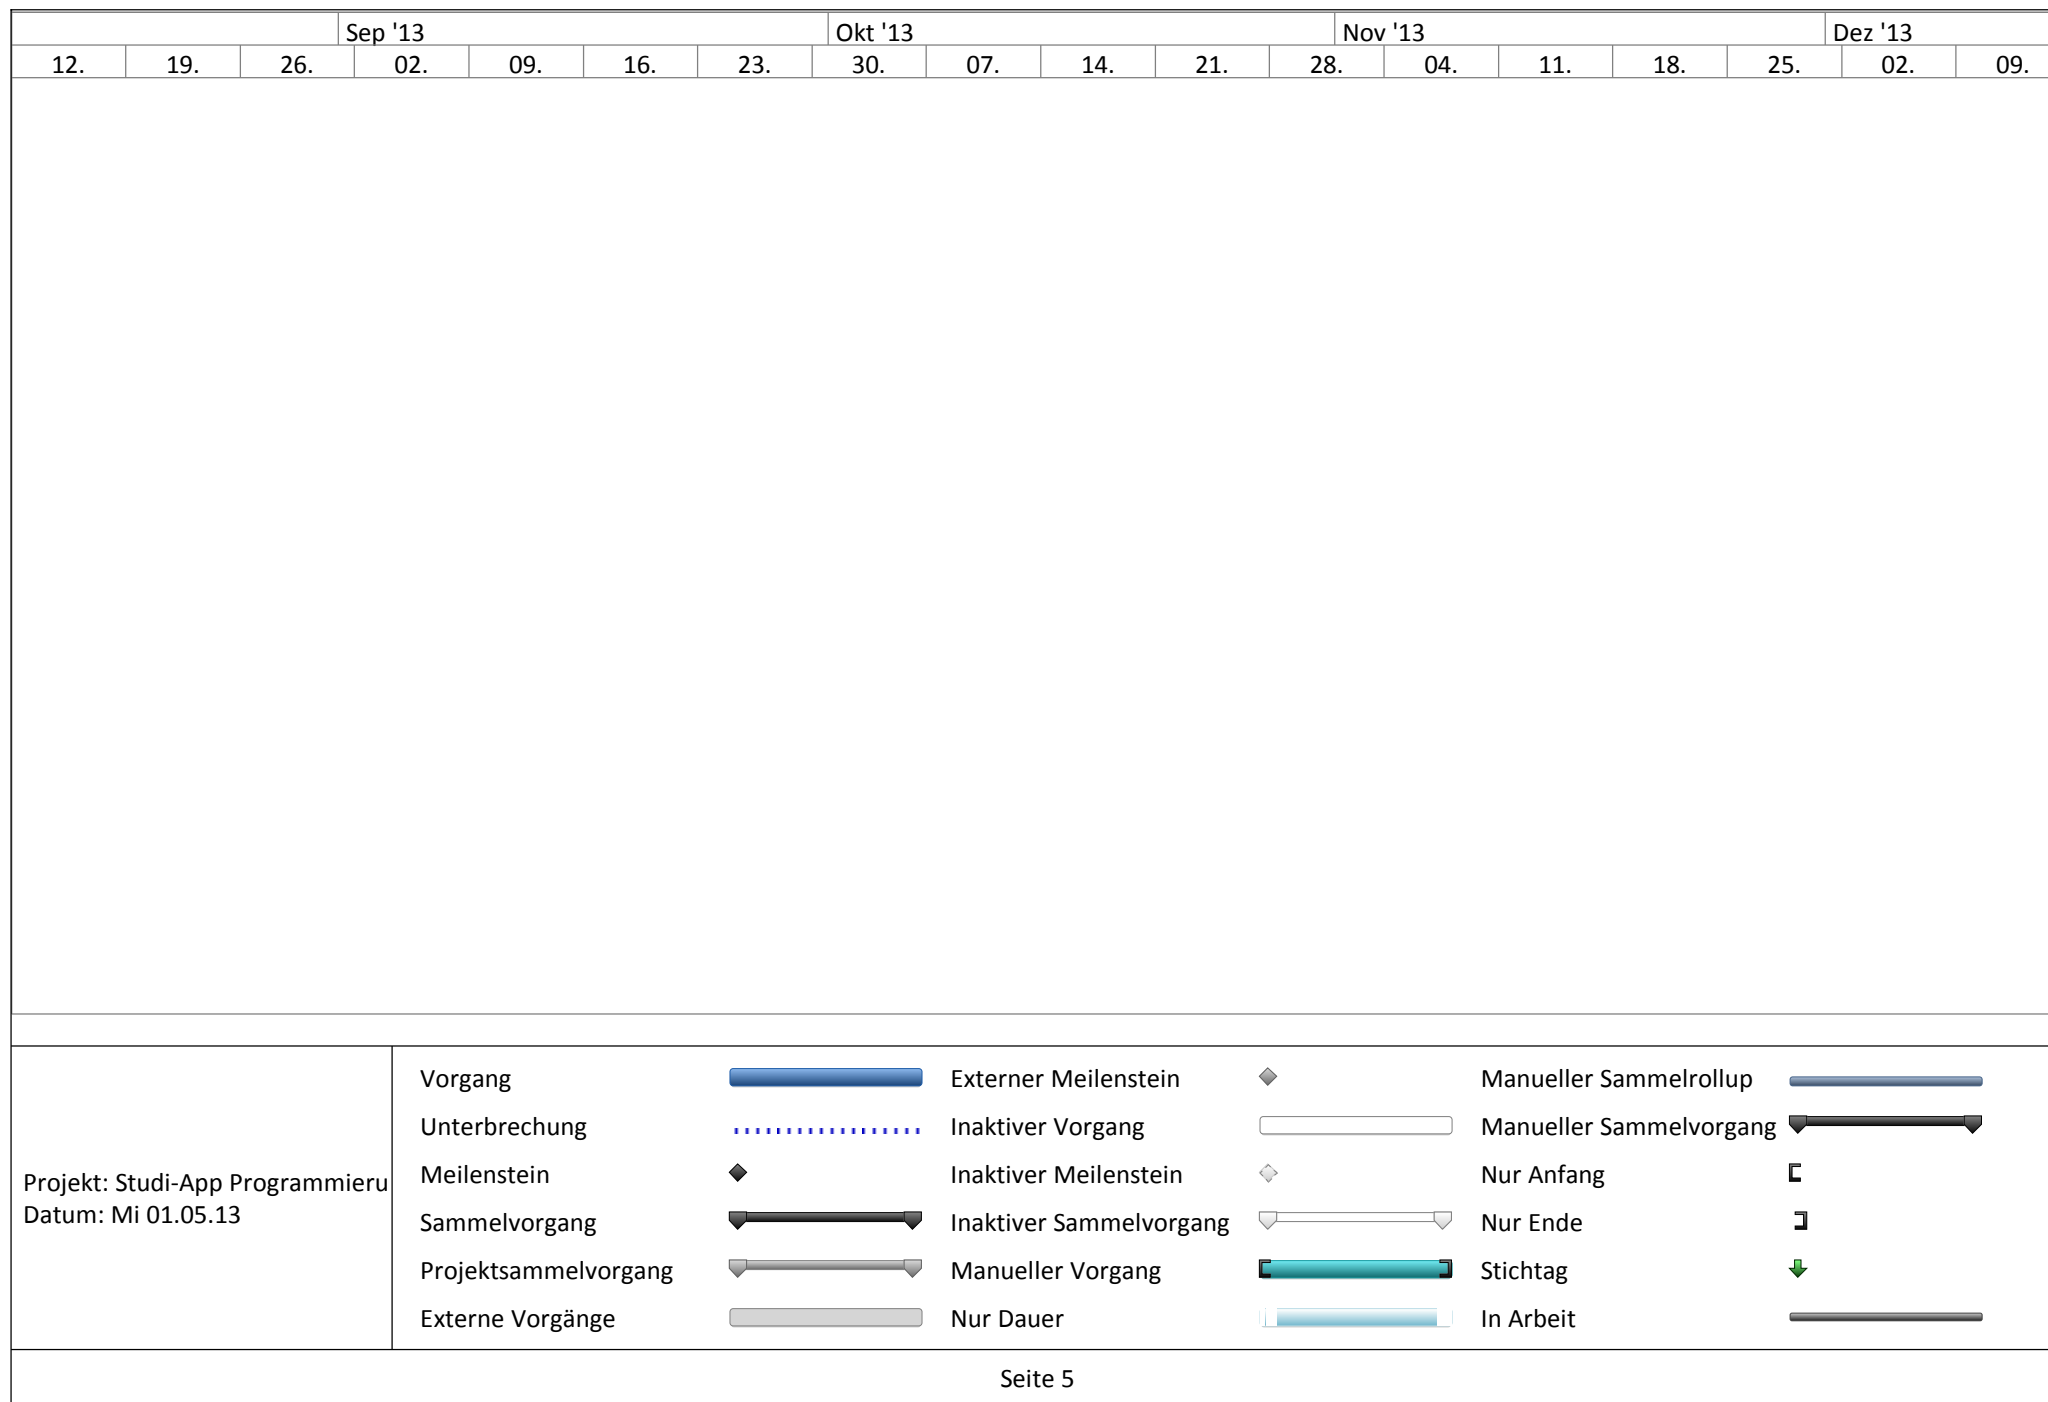 Sep '13 Okt '13 Nov '13 Dez '13
12. 19. 26. 02. 09. 16. 23. 30. 07. 14. 21. 28. 04. 11. 18. 25. 02. 09.
Projekt: Studi-App Programmieru
Datum: Mi 01.05.13
Vorgang
Unterbrechung
Meilenstein
Sammelvorgang
Projektsammelvorgang
Externe Vorgänge
Externer Meilenstein
Inaktiver Vorgang
Inaktiver Meilenstein
Inaktiver Sammelvorgang
Manueller Vorgang
Nur Dauer
Manueller Sammelrollup
Manueller Sammelvorgang
Nur Anfang
Nur Ende
Stichtag
In Arbeit
Seite 5